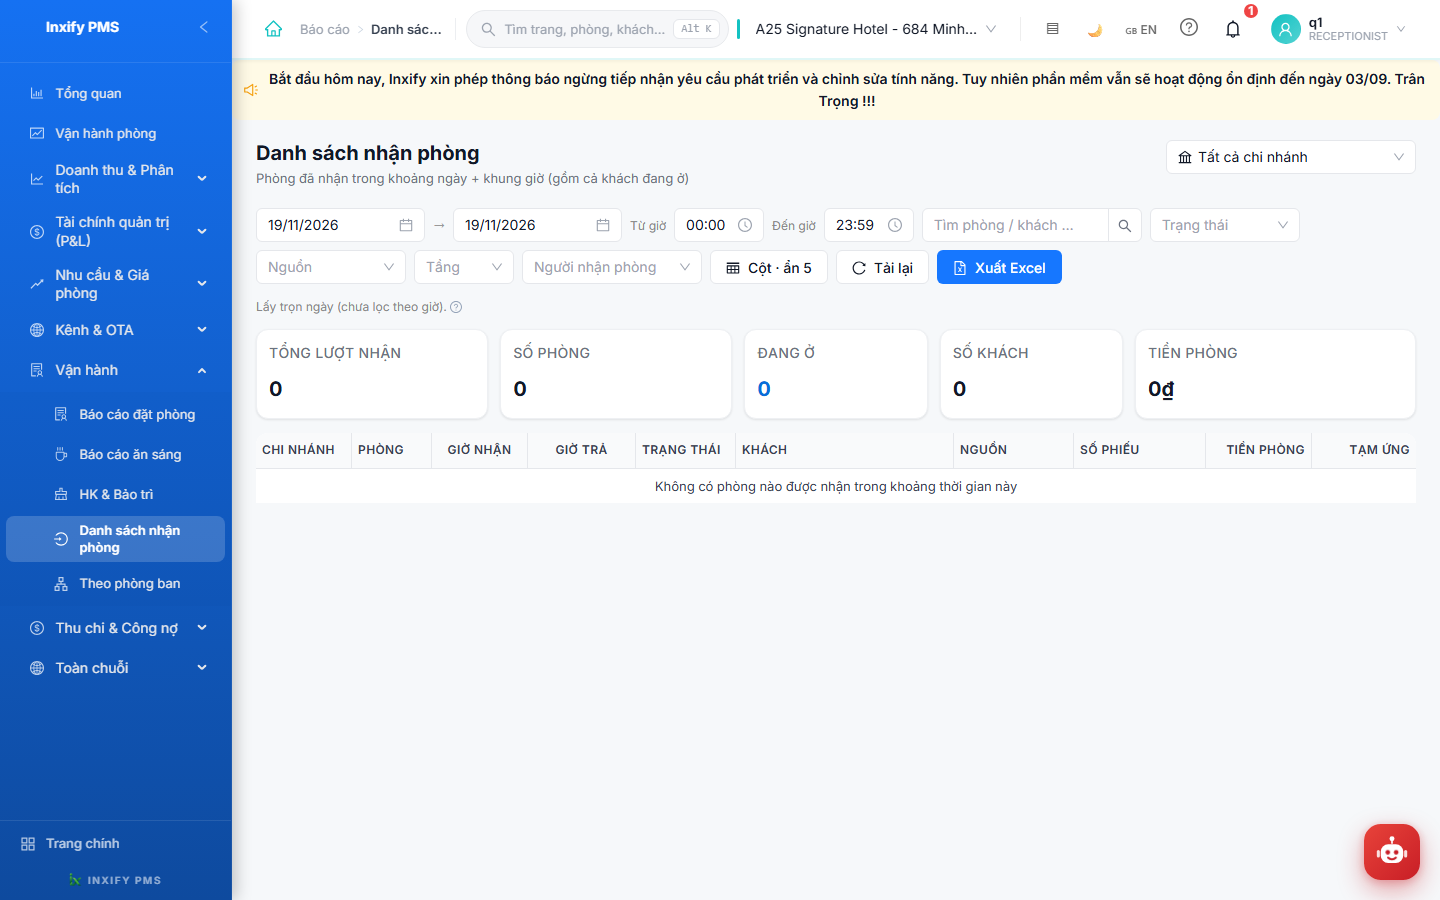 Inxify PMS
Tổng quan
Vận hành phòng
Doanh thu & Phân
tích
Tài chính quản trị
(P&L)
Nhu cầu & Giá
phòng
Kênh & OTA
Vận hành
Báo cáo đặt phòng
Báo cáo ăn sáng
HK & Bảo trì
Danh sách nhận
phòng
Theo phòng ban
Thu chi & Công nợ
Toàn chuỗi
Trang chính
INXIFY PMS
Báo cáo > Danh sác...
Tìm trang, phòng, khách... Alt K
A25 Signature Hotel - 684 Minh...
GB EN
1
q1
RECEPTIONIST
Bắt đầu hôm nay, Inxify xin phép thông báo ngừng tiếp nhận yêu cầu phát triển và chỉnh sửa tính năng. Tuy nhiên phần mềm vẫn sẽ hoạt động ổn định đến ngày 03/09. Trân
Trọng !!!
Danh sách nhận phòng
Phòng đã nhận trong khoảng ngày + khung giờ (gồm cả khách đang ở)
Tất cả chi nhánh
19/11/2026 → 19/11/2026 Từ giờ 00:00 Đến giờ 23:59 Tìm phòng / khách ... Trạng thái
Nguồn Tầng Người nhận phòng Cột · ẩn 5 Tải lại Xuất Excel
Lấy trọn ngày (chưa lọc theo giờ).
TỔNG LƯỢT NHẬN SỐ PHÒNG ĐANG Ở SỐ KHÁCH TIỀN PHÒNG
0 0 0 0 0₫
CHI NHÁNH PHÒNG GIỜ NHẬN GIỜ TRẢ TRẠNG THÁI KHÁCH NGUỒN SỐ PHIẾU TIỀN PHÒNG TẠM ỨNG
Không có phòng nào được nhận trong khoảng thời gian này